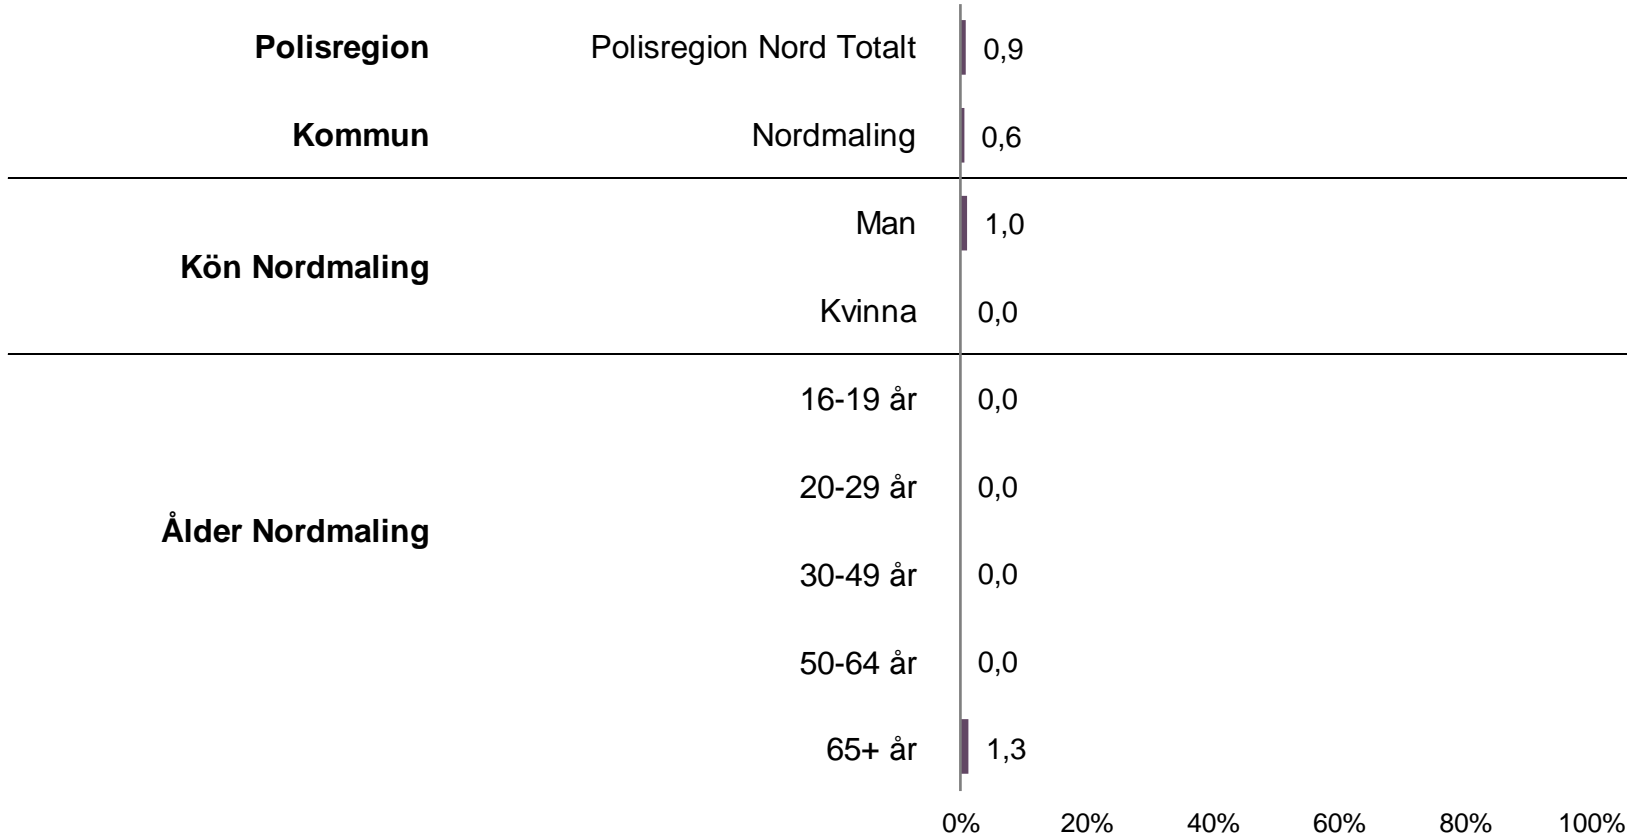 Polisregion Polisregion Nord Totalt 0,9
Kommun Nordmaling 0,6
Man 1,0
Kön Nordmaling
Kvinna 0,0
16-19 år 0,0
20-29 år 0,0
Ålder Nordmaling
30-49 år 0,0
50-64 år 0,0
65+ år 1,3
0% 20% 40% 60% 80% 100%